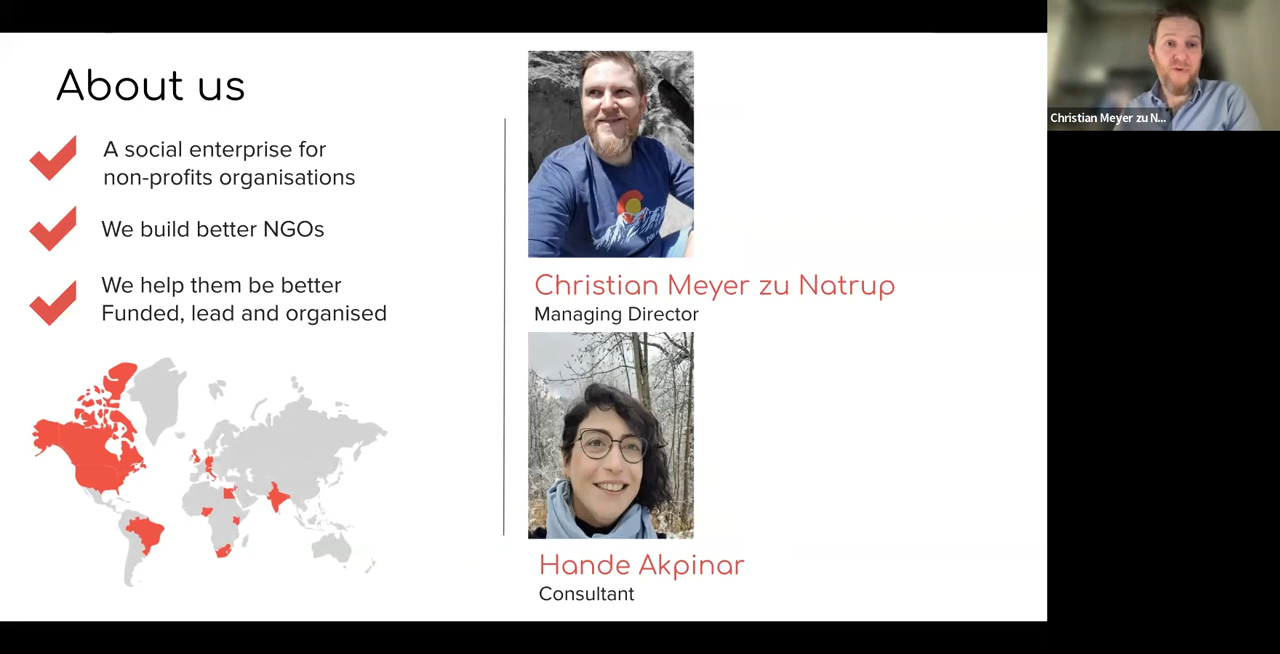 About us
A social enterprise for
non-profits organisations
We build better NGOs
We help them be better
Funded, lead and organised
Christian Meyer zu Natrup
Managing Director
Hande Akpinar
Consultant
Christian Meyer zu N...